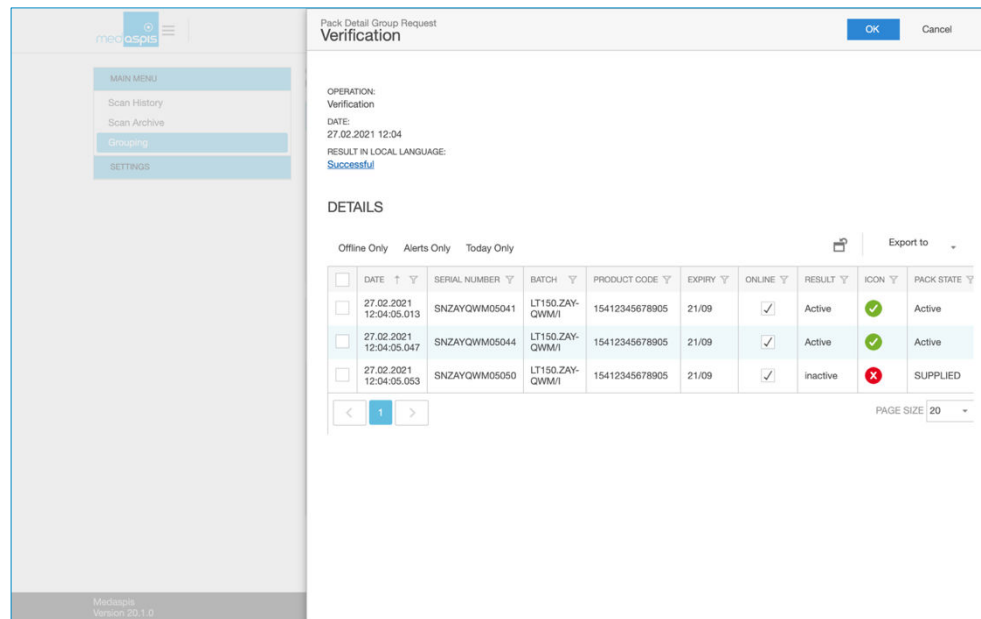 medaspis
MAIN MENU
Scan History
Scan Archive
Grouping
SETTINGS
Medaspis
Version 20.1.0
Pack Detail Group Request
Verification
OK Cancel
OPERATION:
Verification
DATE:
27.02.2021 12:04
RESULT IN LOCAL LANGUAGE:
Successful
DETAILS
Offline Only Alerts Only Today Only Export to
DATE SERIAL NUMBER BATCH PRODUCT CODE EXPIRY ONLINE RESULT ICON PACK STATE
27.02.2021 12:04:05.013 SNZAYQWM05041 LT150.ZAY-QWM/I 15412345678905 21/09 Active Active
27.02.2021 12:04:05.047 SNZAYQWM05044 LT150.ZAY-QWM/I 15412345678905 21/09 Active Active
27.02.2021 12:04:05.053 SNZAYQWM05050 LT150.ZAY-QWM/I 15412345678905 21/09 inactive SUPPLIED
1 PAGE SIZE 20